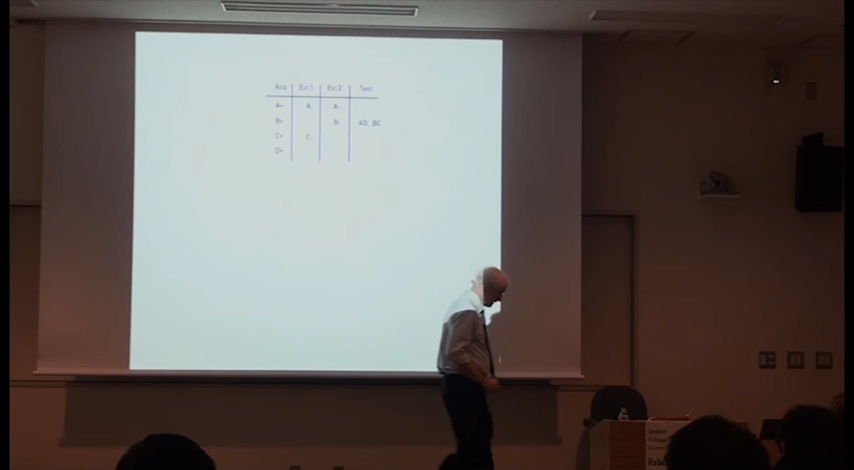 Acq Ext 1 Ext 2 Test
A+ A- A-
B+ B- AD, BC
C+ C-
D+